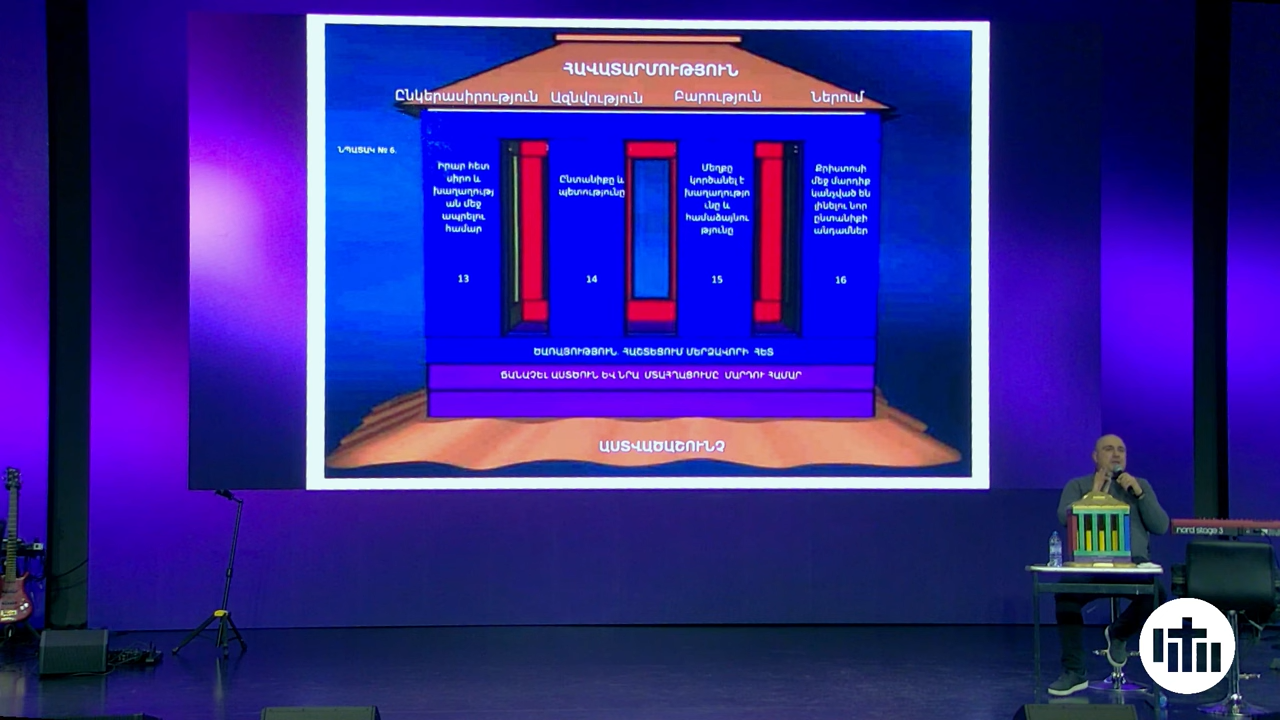 ՀԱՎԱՏԱՐՄՈՒԹՅՈՒՆ
Ընկերասիրություն Ազնվություն Բարություն Ներում
ՆՊԱՏԱԿ № 6.
Իրար հետ
սիրո և
խաղաղությ
ան մեջ
ապրելու
համար
13
Ընտանիքը և
պետությունը
14
Մեղքը
կործանել է
խաղաղությո
ւնը և
համաձայնու
թյունը
15
Քրիստոսի
մեջ մարդիկ
կանչված են
լինելու նոր
ընտանիքի
անդամներ
16
ԾԱՌԱՅՈՒԹՅՈՒՆ. ՀԱՇՏԵՑՈՒՄ ՄԵՐՁԱՎՈՐԻ ՀԵՏ
ՃԱՆԱՉԵԼ ԱՍՏԾՈՒՆ ԵՎ ՆՐԱ ՄՏԱՀՂԱՑՈՒՄԸ ՄԱՐԴՈՒ ՀԱՄԱՐ
ԱՍՏՎԱԾԱՇՈՒՆՉ
nord stage 3